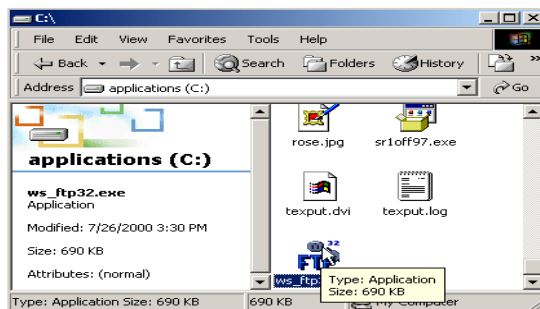 C:\
File Edit View Favorites Tools Help
Back Search Folders History »
Address applications (C:) Go
applications (C:)
ws_ftp32.exe
Application
Modified: 7/26/2000 3:30 PM
Size: 690 KB
Attributes: (normal)
rose.jpg sr1off97.exe
texput.dvi texput.log
32
FTP
ws_ftp
Type: Application
Size: 690 KB
Type: Application Size: 690 KB 690 KB My Computer